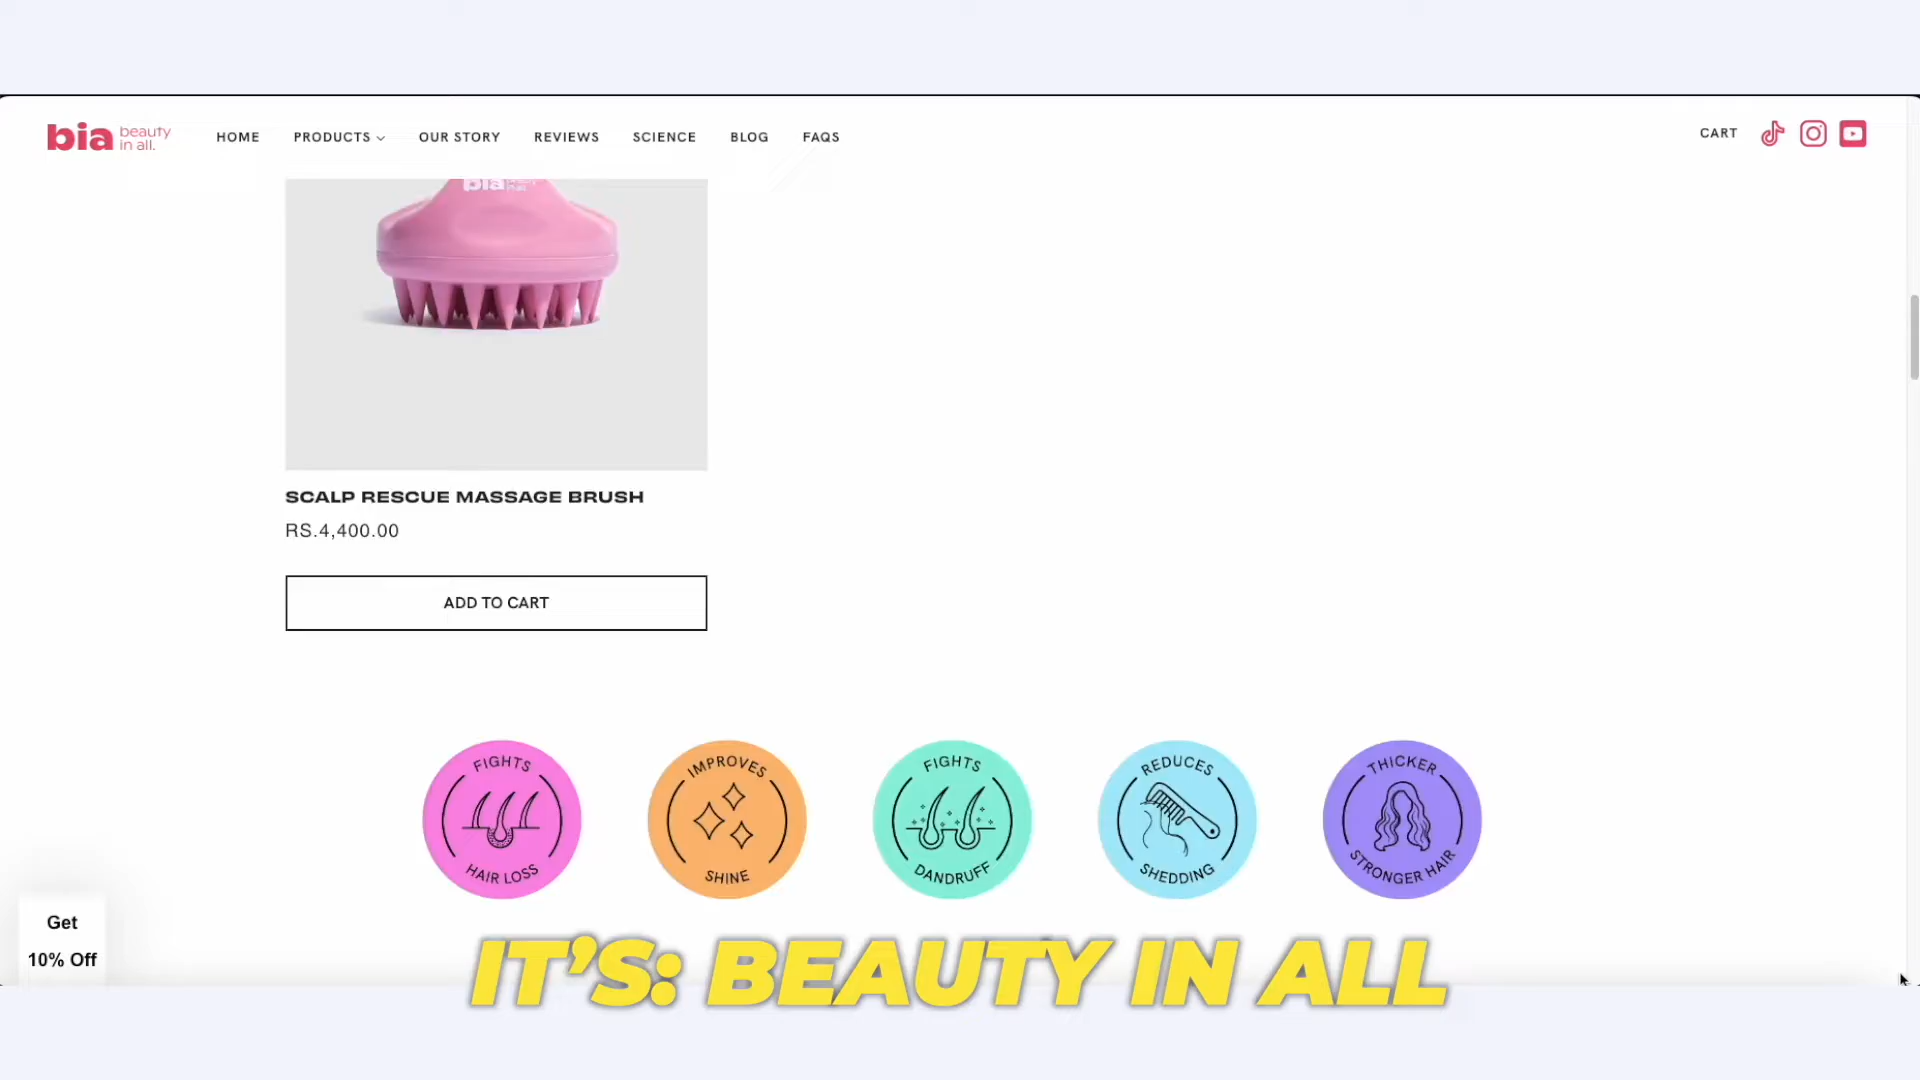 bia beauty in all.
HOME PRODUCTS OUR STORY REVIEWS SCIENCE BLOG FAQS CART
bia
SCALP RESCUE MASSAGE BRUSH
RS.4,400.00
ADD TO CART
FIGHTS HAIR LOSS
IMPROVES SHINE
FIGHTS DANDRUFF
REDUCES SHEDDING
THICKER STRONGER HAIR
Get
10% Off
IT'S: BEAUTY IN ALL